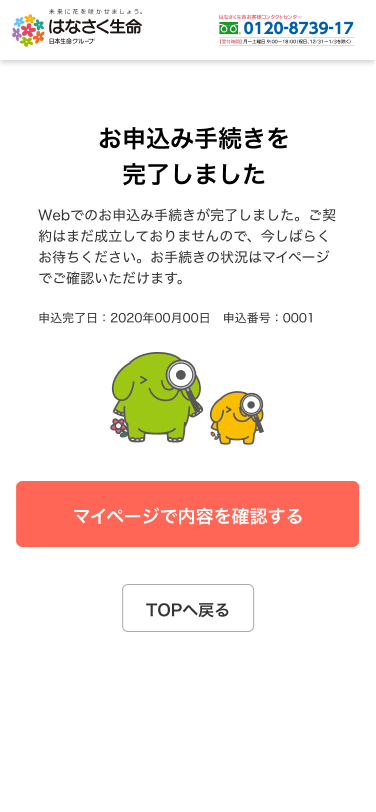 未来に花を咲かせましょう。
はなさく生命
日本生命グループ
はなさく生命お客様コンタクトセンター
0120-8739-17
【受付時間】月〜土曜日 9:00〜18:00（祝日、12/31〜1/3を除く）
お申込み手続きを
完了しました
Webでのお申込み手続きが完了しました。ご契
約はまだ成立しておりませんので、今しばらく
お待ちください。お手続きの状況はマイページ
でご確認いただけます。
申込完了日：2020年00月00日　申込番号：0001
マイページで内容を確認する
TOPへ戻る